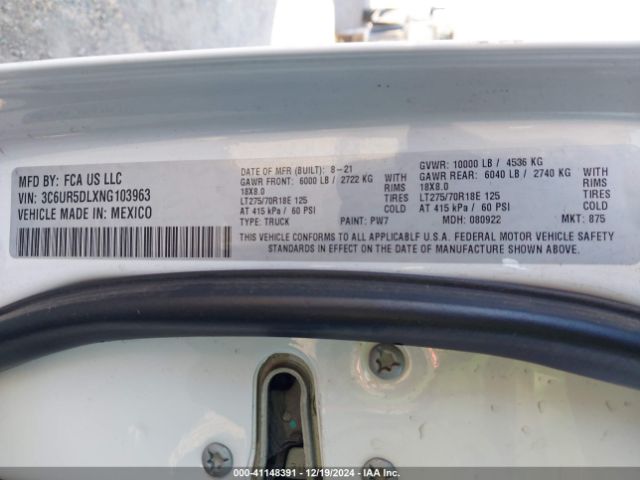 MFD BY: FCA US LLC
VIN: 3C6UR5DLXNG103963
VEHICLE MADE IN: MEXICO
DATE OF MFR (BUILT): 8-21
GAWR FRONT: 6000 LB / 2722 KG
18X8.0
LT275/70R18E 125
AT 415 kPa / 60 PSI
TYPE: TRUCK
PAINT: PW7
WITH
RIMS
TIRES
COLD
GVWR: 10000 LB / 4536 KG
GAWR REAR: 6040 LB / 2740 KG
18X8.0
LT275/70R18E 125
AT 415 kPa / 60 PSI
MDH: 080922
WITH
RIMS
TIRES
COLD
MKT: 875
THIS VEHICLE CONFORMS TO ALL APPLICABLF U.S.A. FEDERAL MOTOR VEHICLE SAFETY
STANDARDS IN EFFECT ON THE DATE OF MANUFACTURE SHOWN ABOVE.
000-41148391 - 12/19/2024 - IAAI.COM